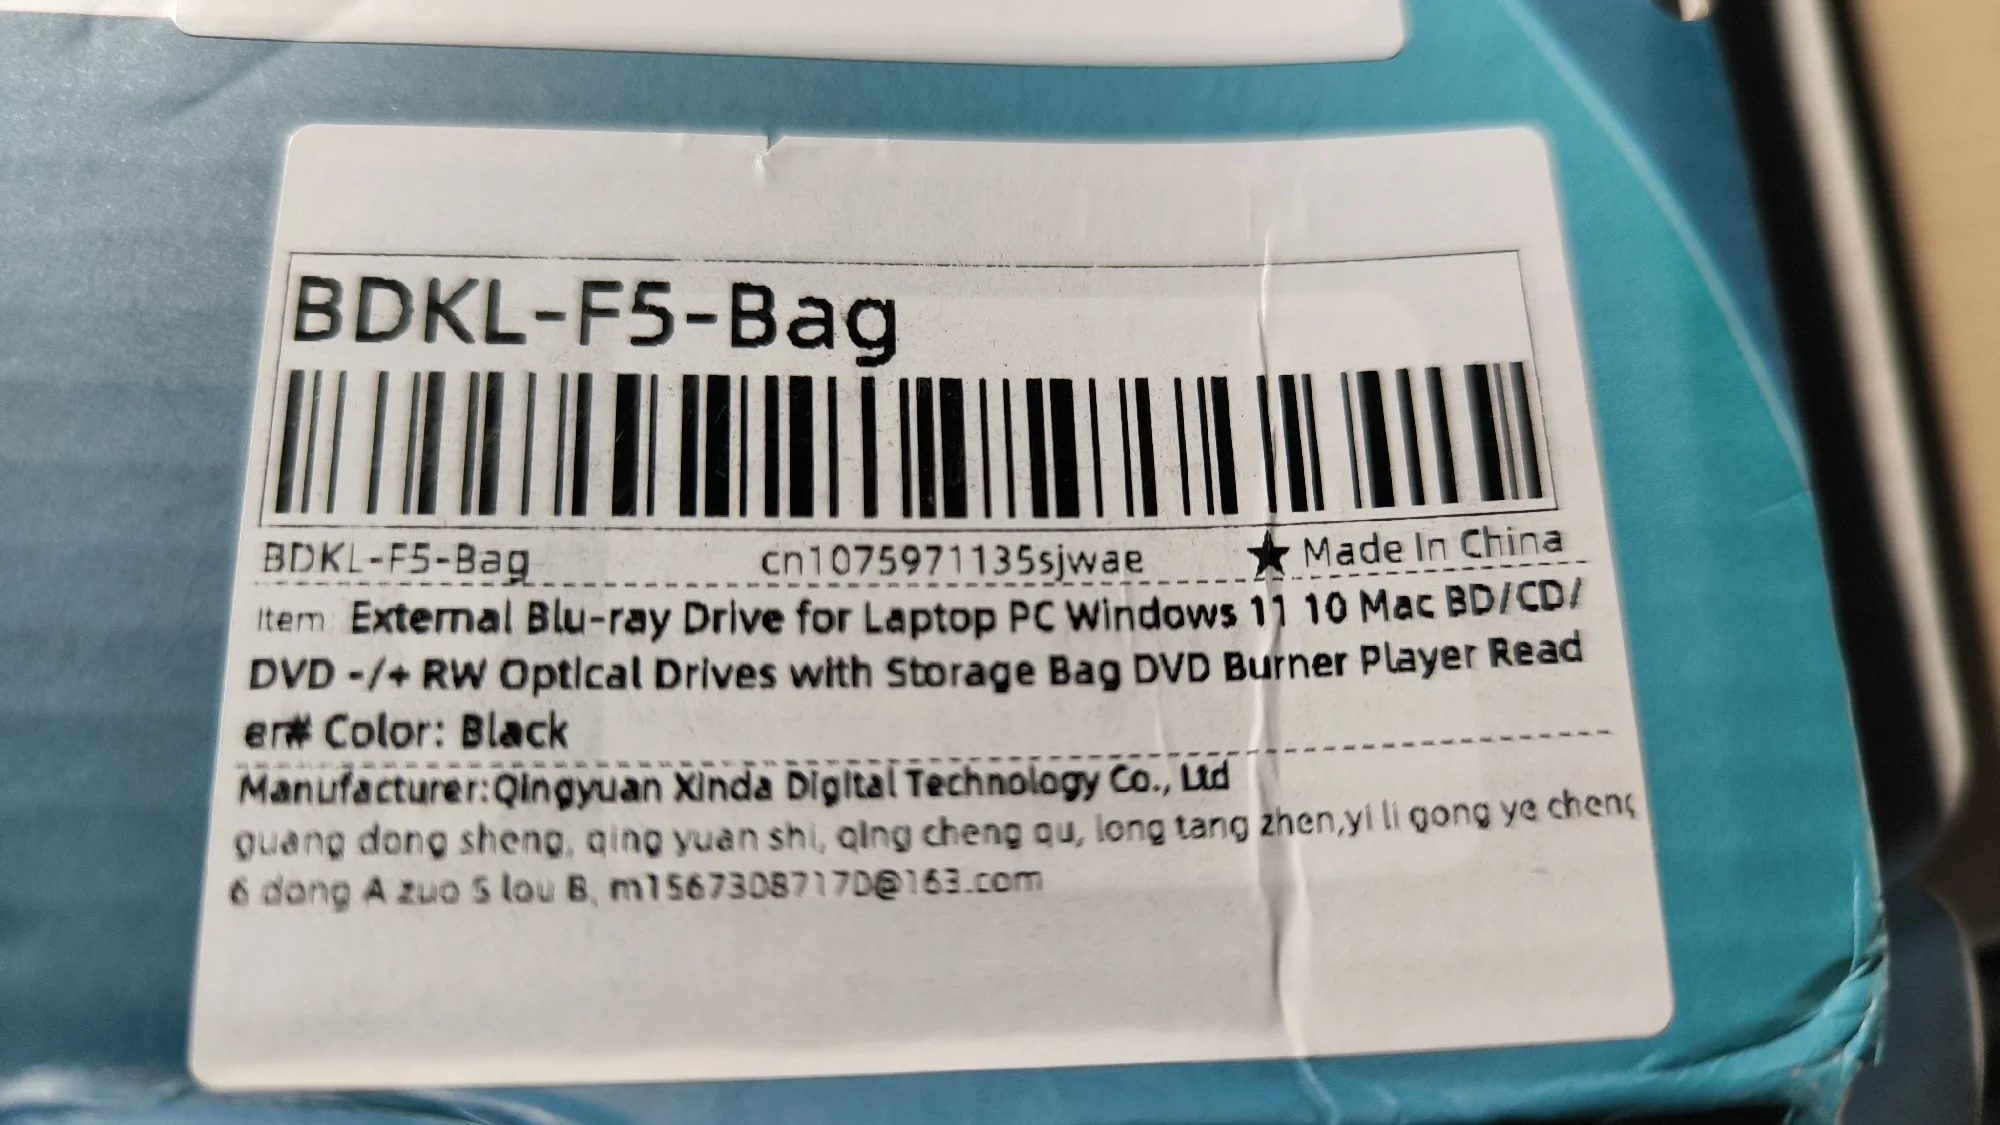 BDKL-F5-Bag
BDKL-F5-Bag cn1075971135sjwae ★ Made In China
Item: External Blu-ray Drive for Laptop PC Windows 11 10 Mac BD/CD/
DVD -/+ RW Optical Drives with Storage Bag DVD Burner Player Read
er# Color: Black
Manufacturer:Qingyuan Xinda Digital Technology Co., Ltd
guang dong sheng, qing yuan shi, qing cheng qu, long tang zhen,yi li gong ye cheng
6 dong A zuo 5 lou B, m15673087170@163.com